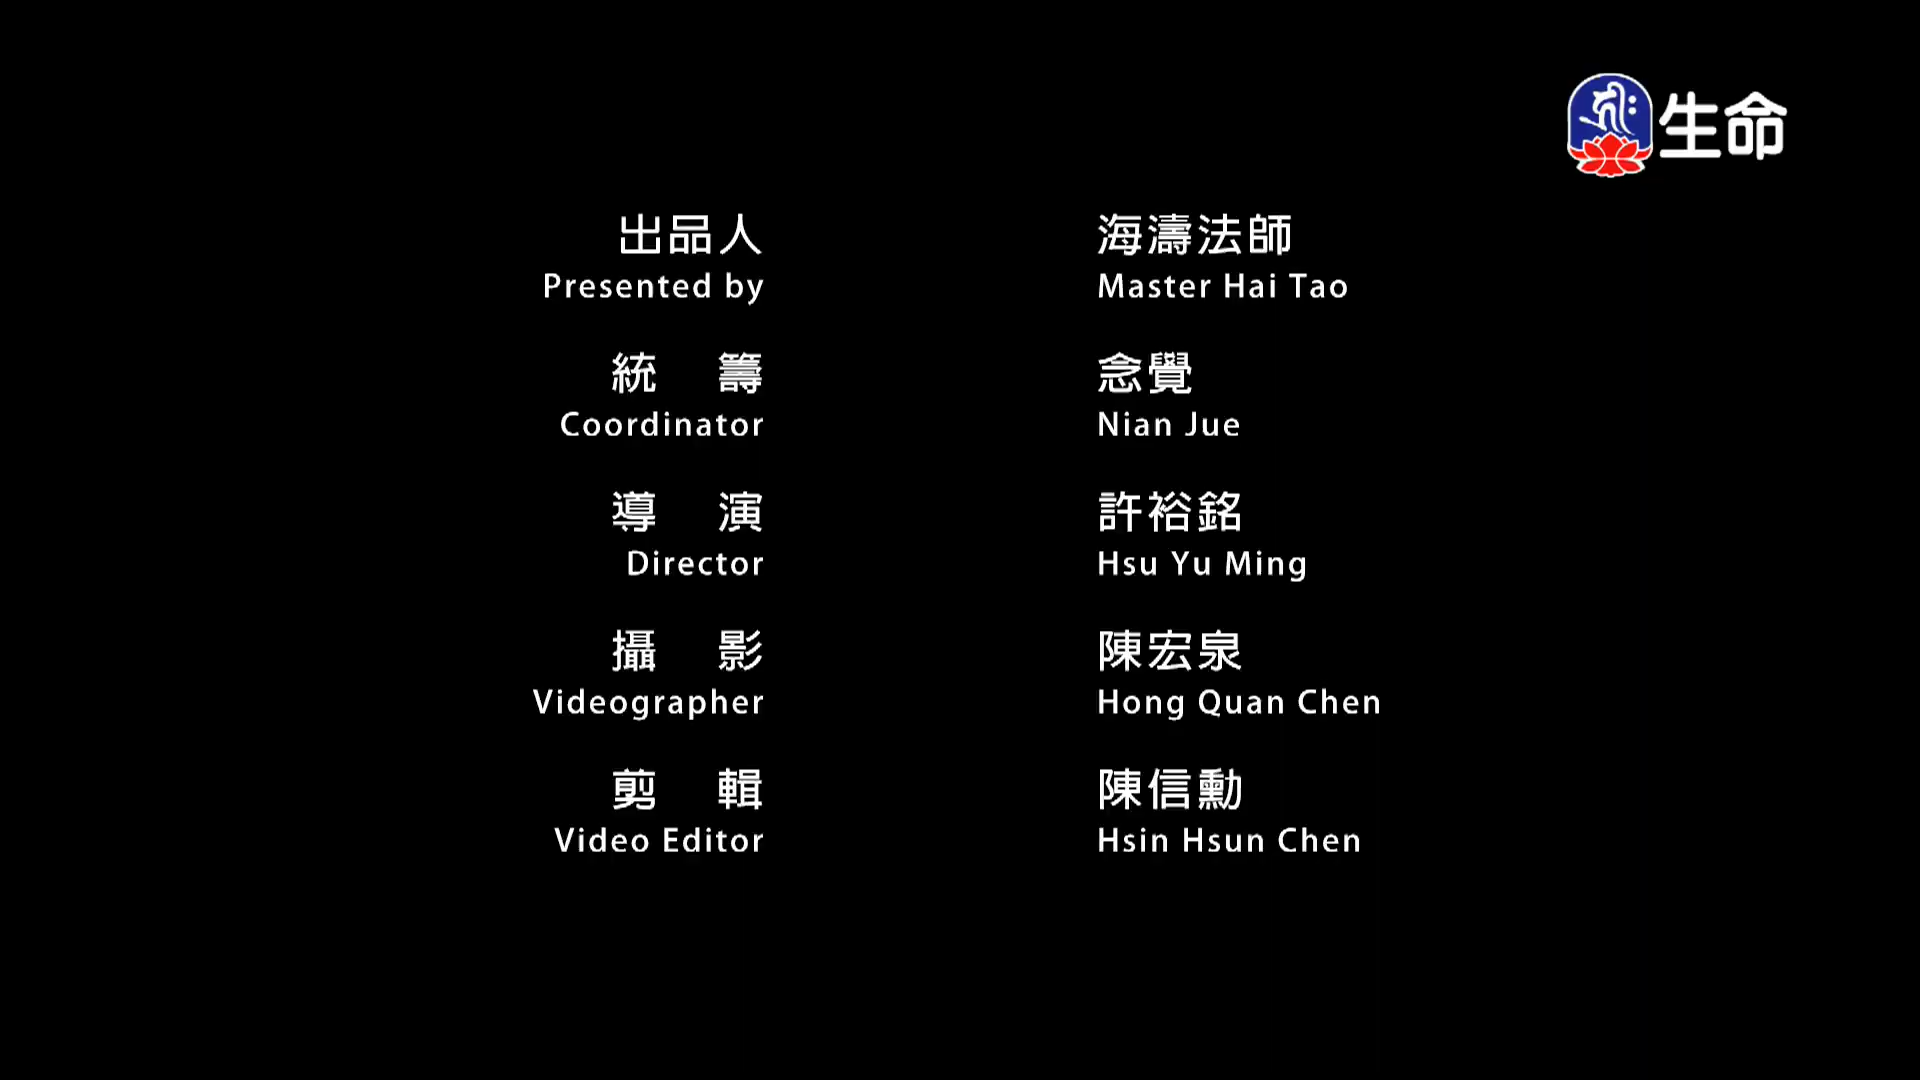 生命
出品人 海濤法師
Presented by Master Hai Tao
統籌 念覺
Coordinator Nian Jue
導演 許裕銘
Director Hsu Yu Ming
攝影 陳宏泉
Videographer Hong Quan Chen
剪輯 陳信勳
Video Editor Hsin Hsun Chen